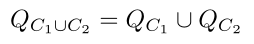 $Q_{C_1 \cup C_2} = Q_{C_1} \cup Q_{C_2}$